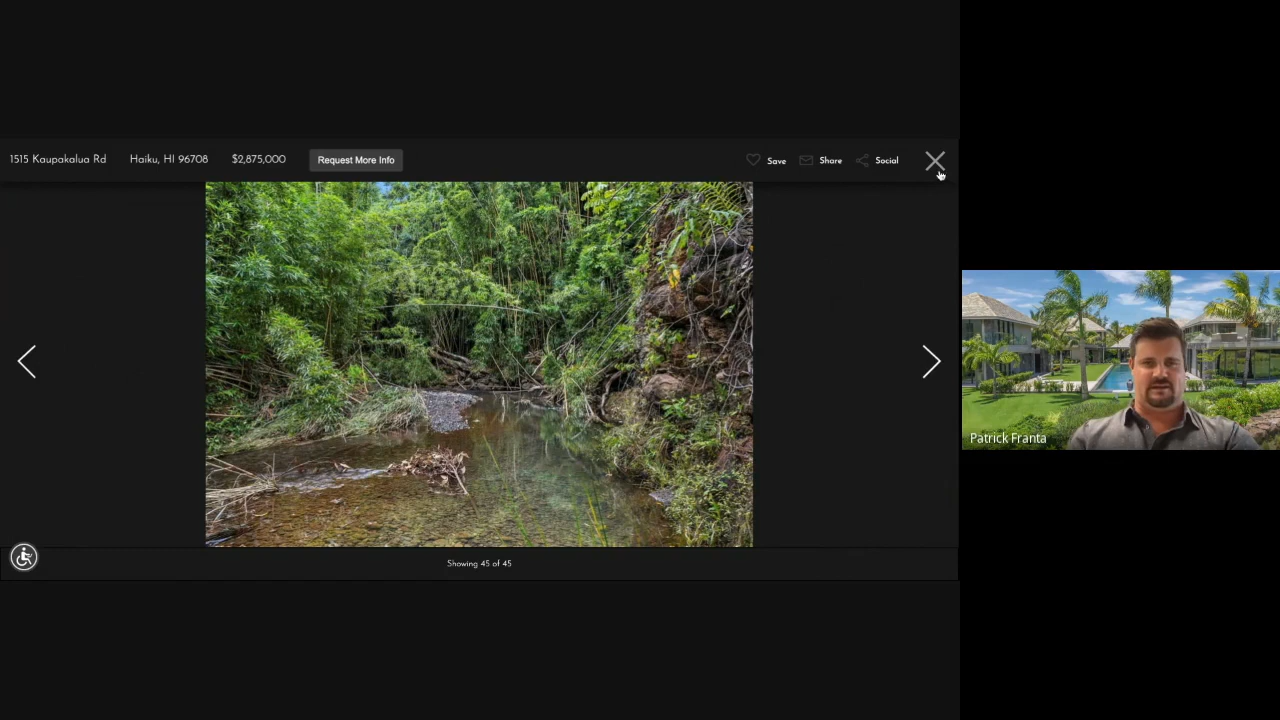 1515 Kaupakalua Rd Haiku, HI 96708 $2,875,000 Request More Info Save Share Social
Patrick Franta
Showing 45 of 45